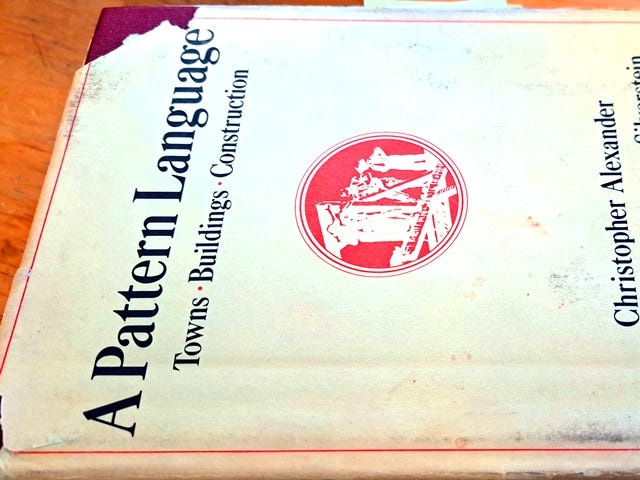 A Pattern Language
Towns · Buildings · Construction
Christopher Alexander